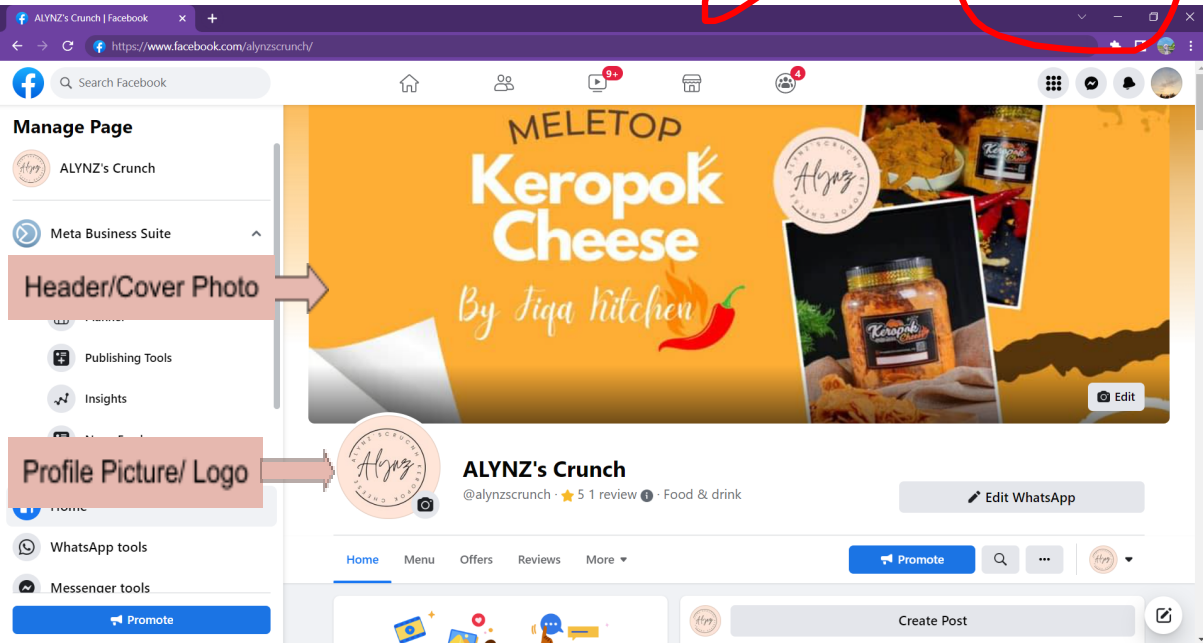 ALYNZ's Crunch | Facebook
https://www.facebook.com/alynzscrunch/
Search Facebook
9+
4
Manage Page
ALYNZ's Crunch
Meta Business Suite
Header/Cover Photo
Publishing Tools
Insights
Profile Picture/ Logo
Home
WhatsApp tools
Messenger tools
Promote
MELETOP
Keropok
Cheese
By Fiqa Kitchen
Alynz
Keropok
Cheese
Edit
Alynz
ALYNZ's Crunch
@alynzscrunch · 5 1 review · Food & drink
Edit WhatsApp
Home Menu Offers Reviews More
Promote
Create Post